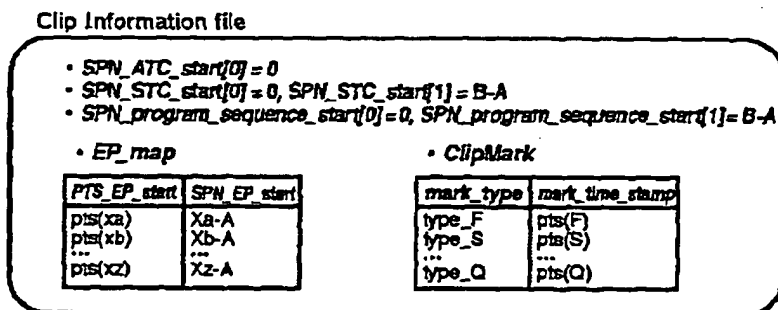 Clip Information file
• SPN_ATC_start[0] = 0
• SPN_STC_start[0] = 0, SPN_STC_start[1] = B-A
• SPN_program_sequence_start[0] = 0, SPN_program_sequence_start[1] = B-A
• EP_map
PTS_EP_start SPN_EP_start
pts(xa) Xa-A
pts(xb) Xb-A
... ...
pts(xz) Xz-A
• ClipMark
mark_type mark_time_stamp
type_F pts(F)
type_S pts(S)
... ...
type_Q pts(Q)